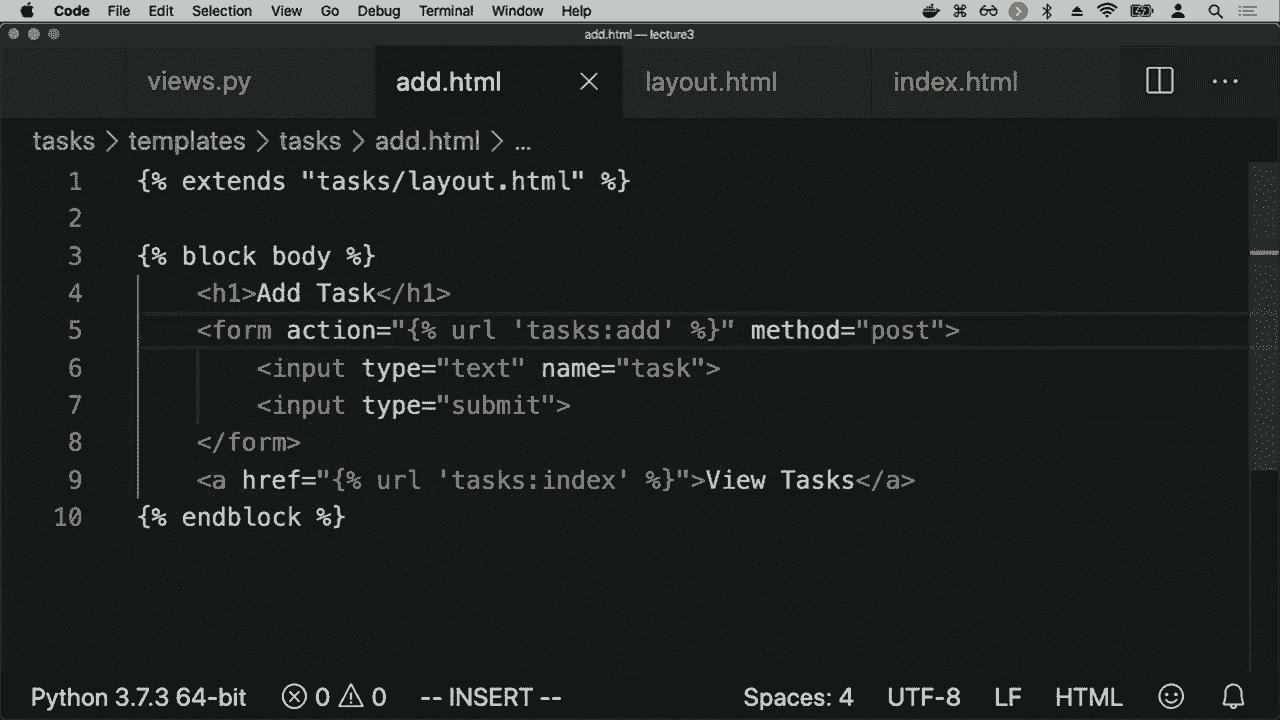 Code File Edit Selection View Go Debug Terminal Window Help
add.html — lecture3
views.py add.html layout.html index.html
tasks > templates > tasks > add.html > ...
1 {% extends "tasks/layout.html" %}
2
3 {% block body %}
4 <h1>Add Task</h1>
5 <form action="{% url 'tasks:add' %}" method="post">
6 <input type="text" name="task">
7 <input type="submit">
8 </form>
9 <a href="{% url 'tasks:index' %}">View Tasks</a>
10 {% endblock %}
Python 3.7.3 64-bit 0 0 -- INSERT -- Spaces: 4 UTF-8 LF HTML